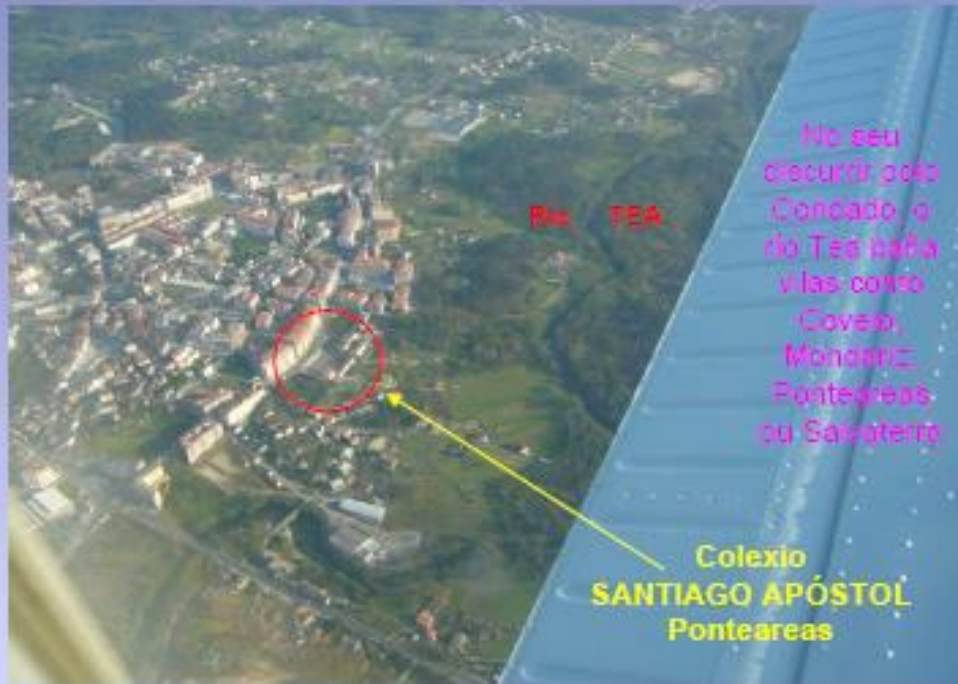 Río TEA
No seu
discurrir polo
Condado, o
río Tea baña
vilas como
Covelo,
Mondariz,
Ponteareas
ou Salvaterra
Colexio
SANTIAGO APÓSTOL
Ponteareas